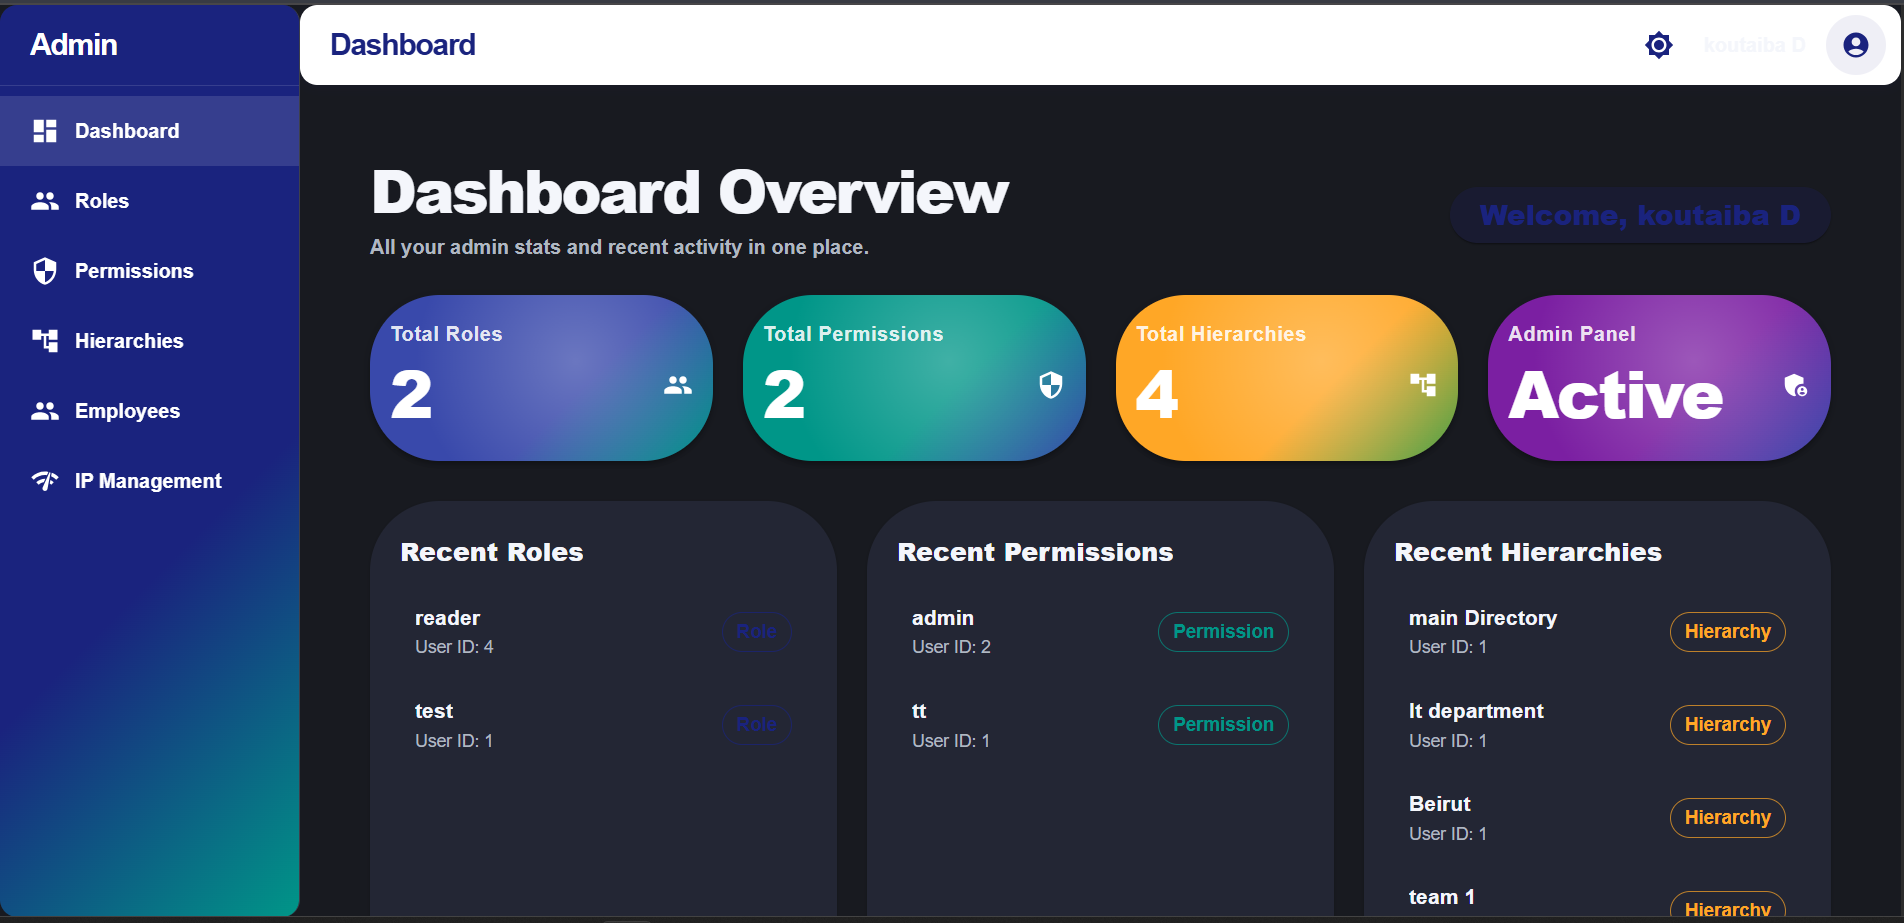 Admin
Dashboard
Roles
Permissions
Hierarchies
Employees
IP Management
Dashboard
koutaiba D
Dashboard Overview
All your admin stats and recent activity in one place.
Welcome, koutaiba D
Total Roles
2
Total Permissions
2
Total Hierarchies
4
Admin Panel
Active
Recent Roles
reader
User ID: 4
Role
test
User ID: 1
Role
Recent Permissions
admin
User ID: 2
Permission
tt
User ID: 1
Permission
Recent Hierarchies
main Directory
User ID: 1
Hierarchy
It department
User ID: 1
Hierarchy
Beirut
User ID: 1
Hierarchy
team 1
Hierarchy